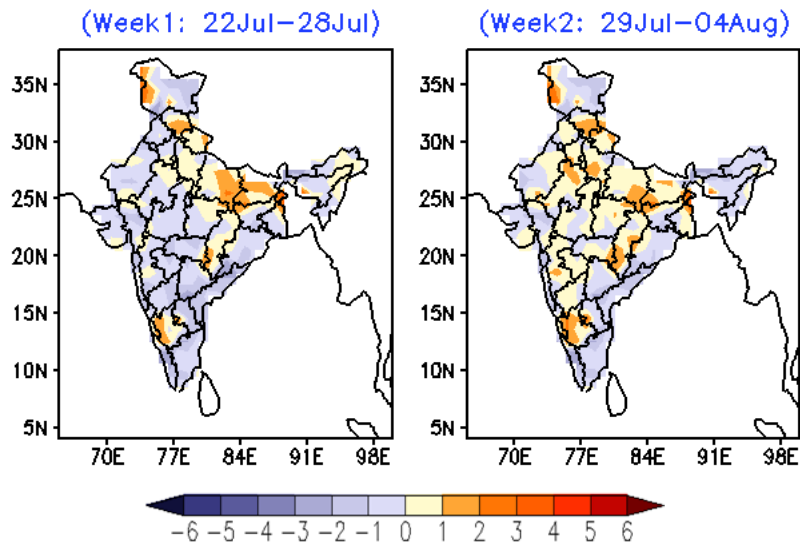 (Week1: 22Jul-28Jul) (Week2: 29Jul-04Aug)
35N 35N
30N 30N
25N 25N
20N 20N
15N 15N
10N 10N
5N 5N
70E 77E 84E 91E 98E 70E 77E 84E 91E 98E
-6 -5 -4 -3 -2 -1 0 1 2 3 4 5 6